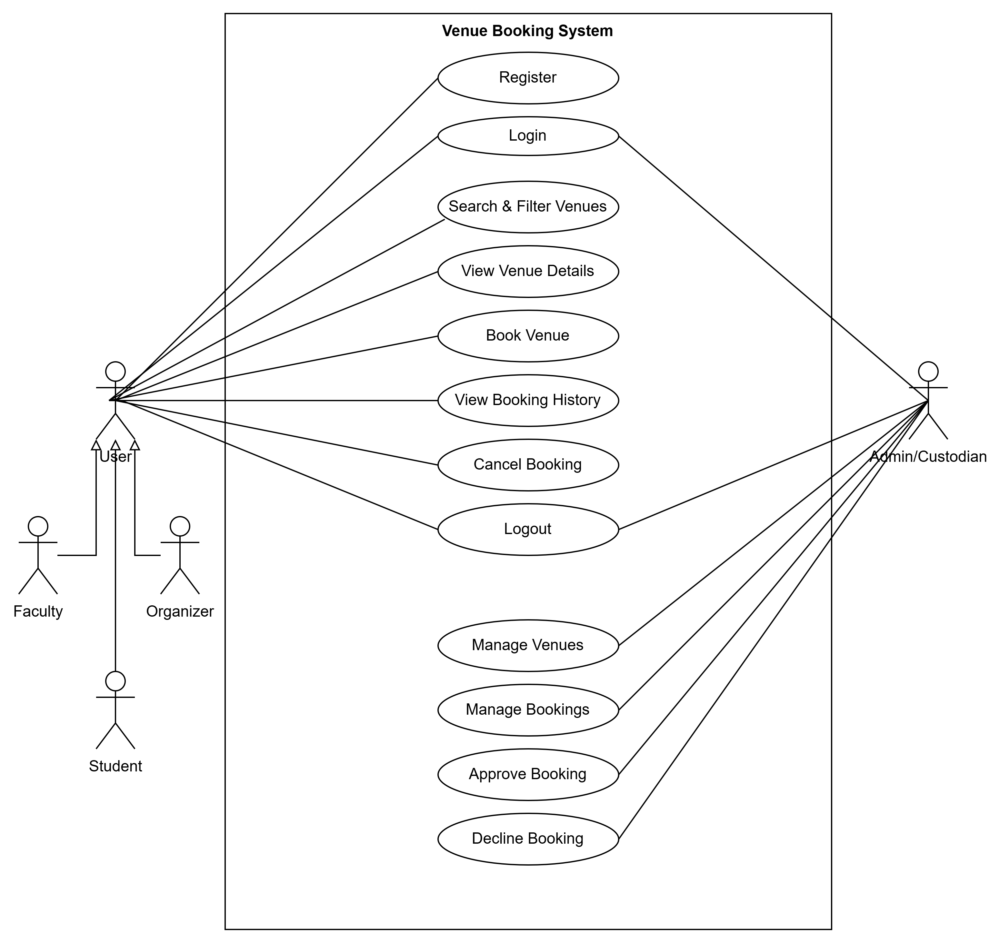 Venue Booking System
Register
Login
Search & Filter Venues
View Venue Details
Book Venue
View Booking History
Cancel Booking
Logout
Manage Venues
Manage Bookings
Approve Booking
Decline Booking
User
Faculty
Organizer
Student
Admin/Custodian